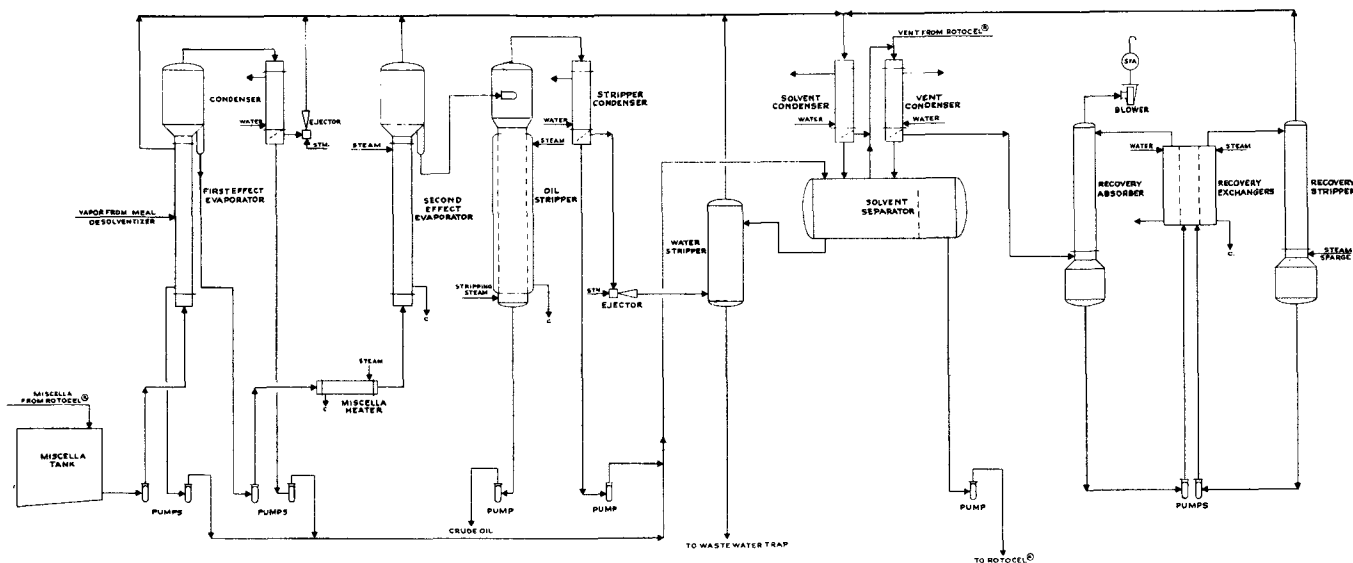 VENT FROM ROTOCEL®
SFA
BLOWER
CONDENSER
WATER
EJECTOR
STM.
STEAM
STRIPPER
CONDENSER
WATER
STEAM
SOLVENT
CONDENSER
WATER
VENT
CONDENSER
WATER
WATER
STEAM
FIRST EFFECT
EVAPORATOR
VAPOR FROM MEAL
DESOLVENTIZER
SECOND
EFFECT
EVAPORATOR
OIL
STRIPPER
SOLVENT
SEPARATOR
RECOVERY
ABSORBER
RECOVERY
EXCHANGERS
RECOVERY
STRIPPER
WATER
STRIPPER
STEAM
SPARGE
C
STRIPPING
STEAM
C
C
STM
EJECTOR
STEAM
C
MISCELLA
HEATER
MISCELLA
FROM ROTOCEL®
MISCELLA
TANK
PUMPS
PUMPS
PUMP
PUMP
PUMP
PUMPS
CRUDE OIL
TO WASTE WATER TRAP
TO ROTOCEL®